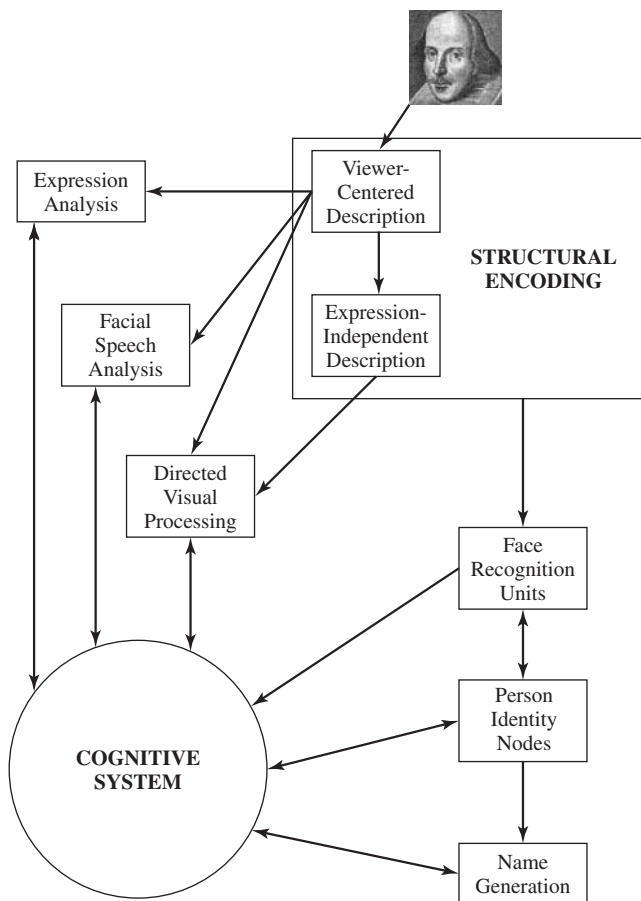 Viewer-
Centered
Description
Expression
Analysis
STRUCTURAL
ENCODING
Expression-
Independent
Description
Facial
Speech
Analysis
Directed
Visual
Processing
Face
Recognition
Units
Person
Identity
Nodes
COGNITIVE
SYSTEM
Name
Generation